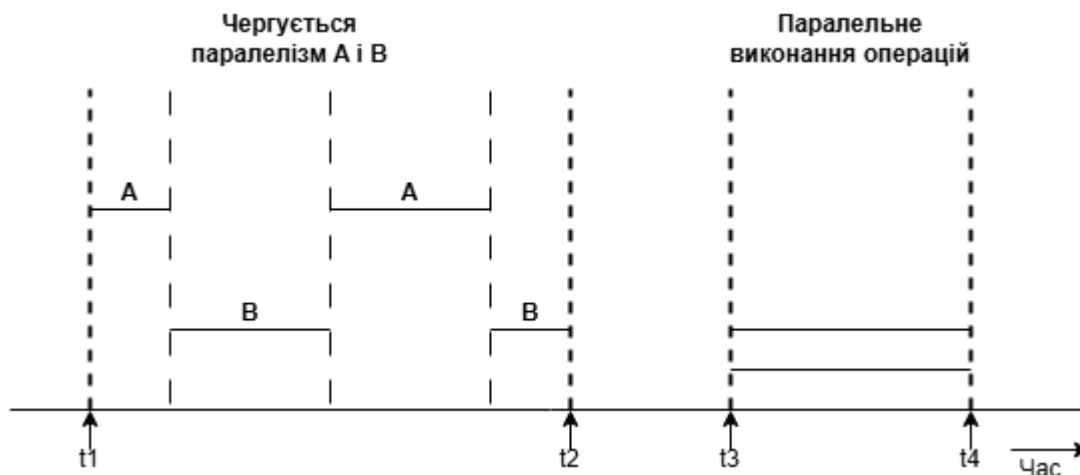 Чергується
паралелізм А і В
Паралельне
виконання операцій
А
А
В
В
t1
t2
t3
t4
Час